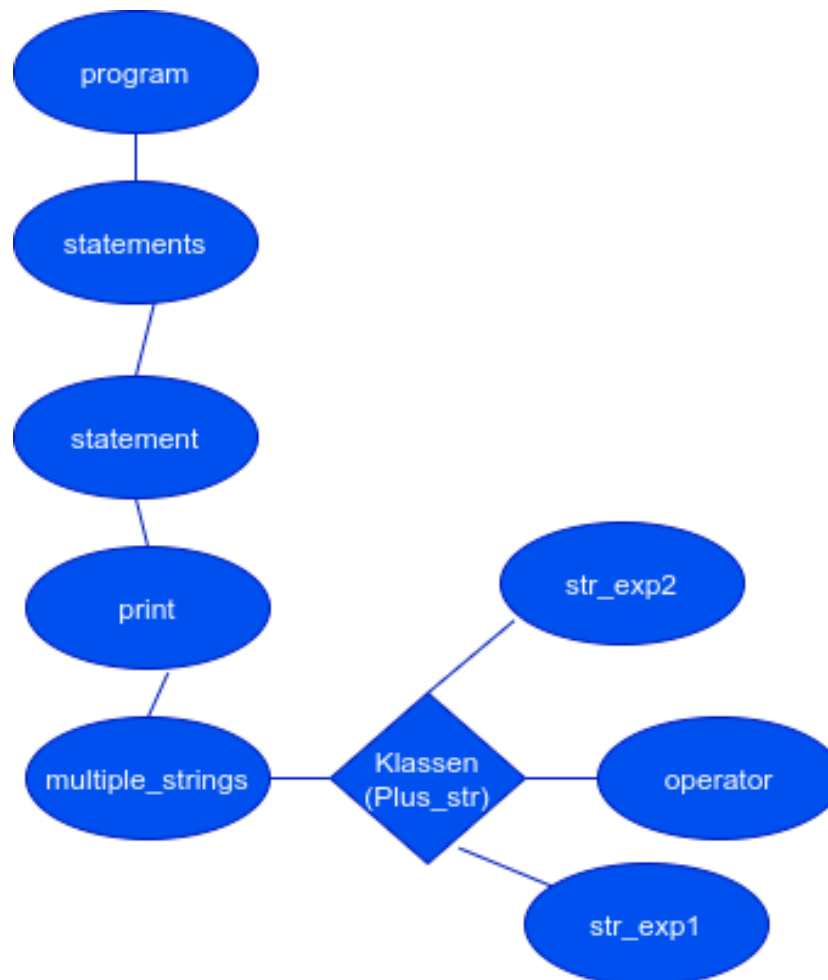 program
statements
statement
str_exp2
print
Klassen
(Plus_str)
multiple_strings
operator
str_exp1